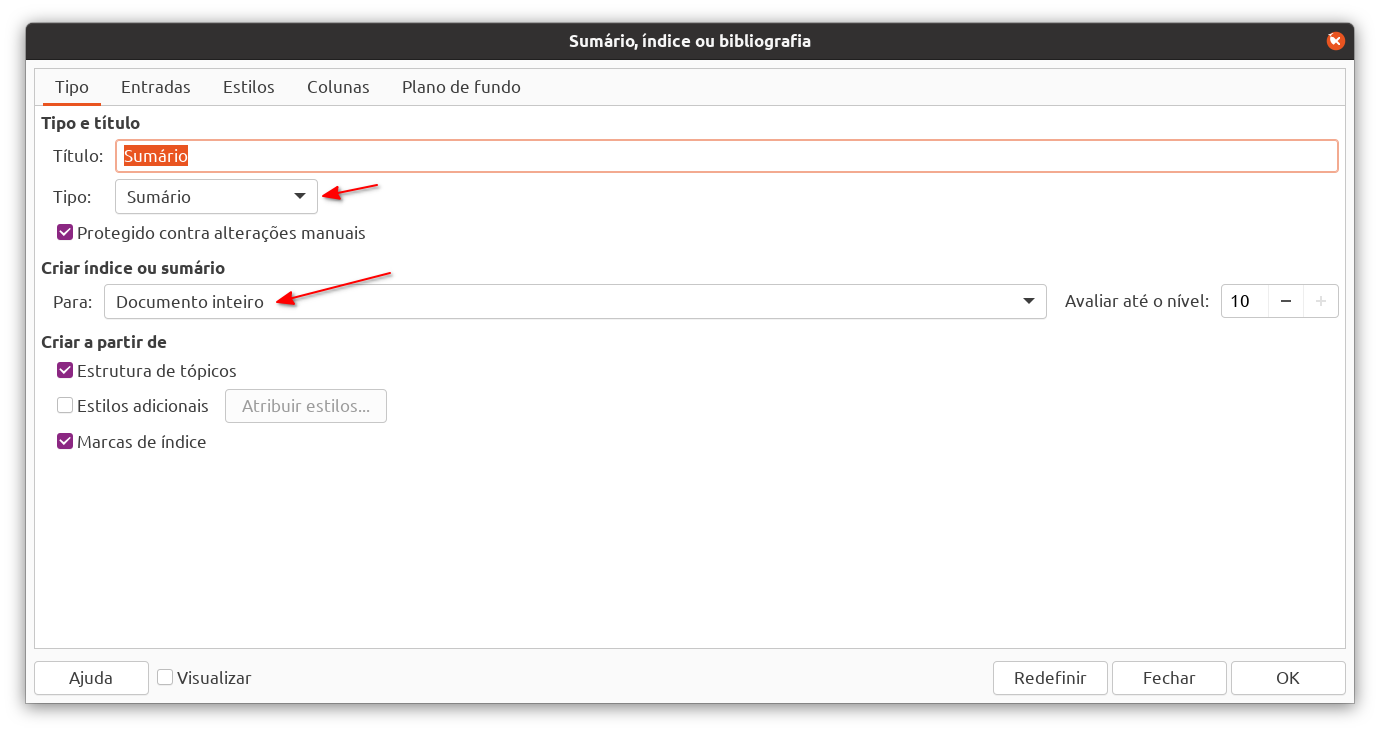 Sumário, índice ou bibliografia
Tipo Entradas Estilos Colunas Plano de fundo
Tipo e título
Título: Sumário
Tipo: Sumário
Protegido contra alterações manuais
Criar índice ou sumário
Para: Documento inteiro Avaliar até o nível: 10 − +
Criar a partir de
Estrutura de tópicos
Estilos adicionais Atribuir estilos...
Marcas de índice
Ajuda Visualizar Redefinir Fechar OK